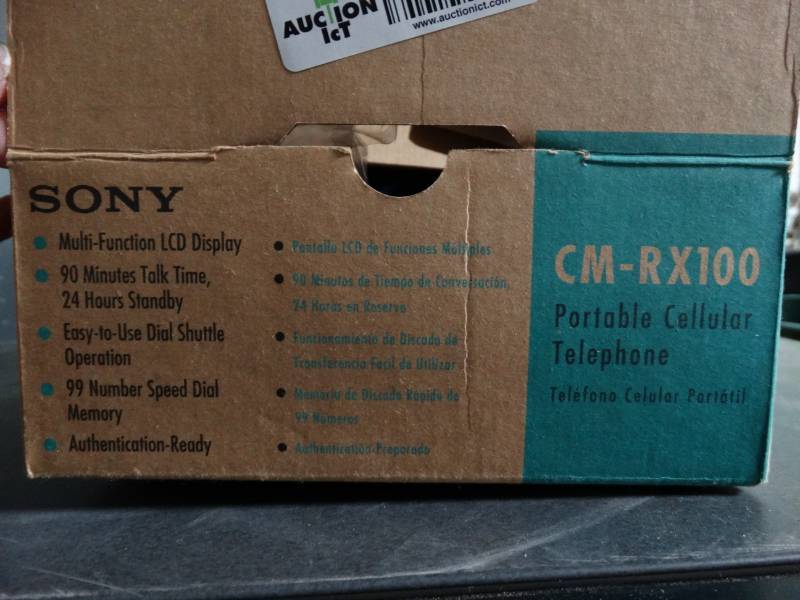 AUCTION
IcT
www.auctionict.com
SONY
Multi-Function LCD Display
90 Minutes Talk Time,
24 Hours Standby
Easy-to-Use Dial Shuttle
Operation
99 Number Speed Dial
Memory
Authentication-Ready
Pantalla LCD de Funciones Múltiples
90 Minutos de Tiempo de Conversación,
24 Horas en Reserva
Funcionamiento de Discado de
Transferencia Fácil de Utilizar
Memoria de Discado Rápido de
99 Números
Authentication-Preparado
CM-RX100
Portable Cellular
Telephone
Teléfono Celular Portátil